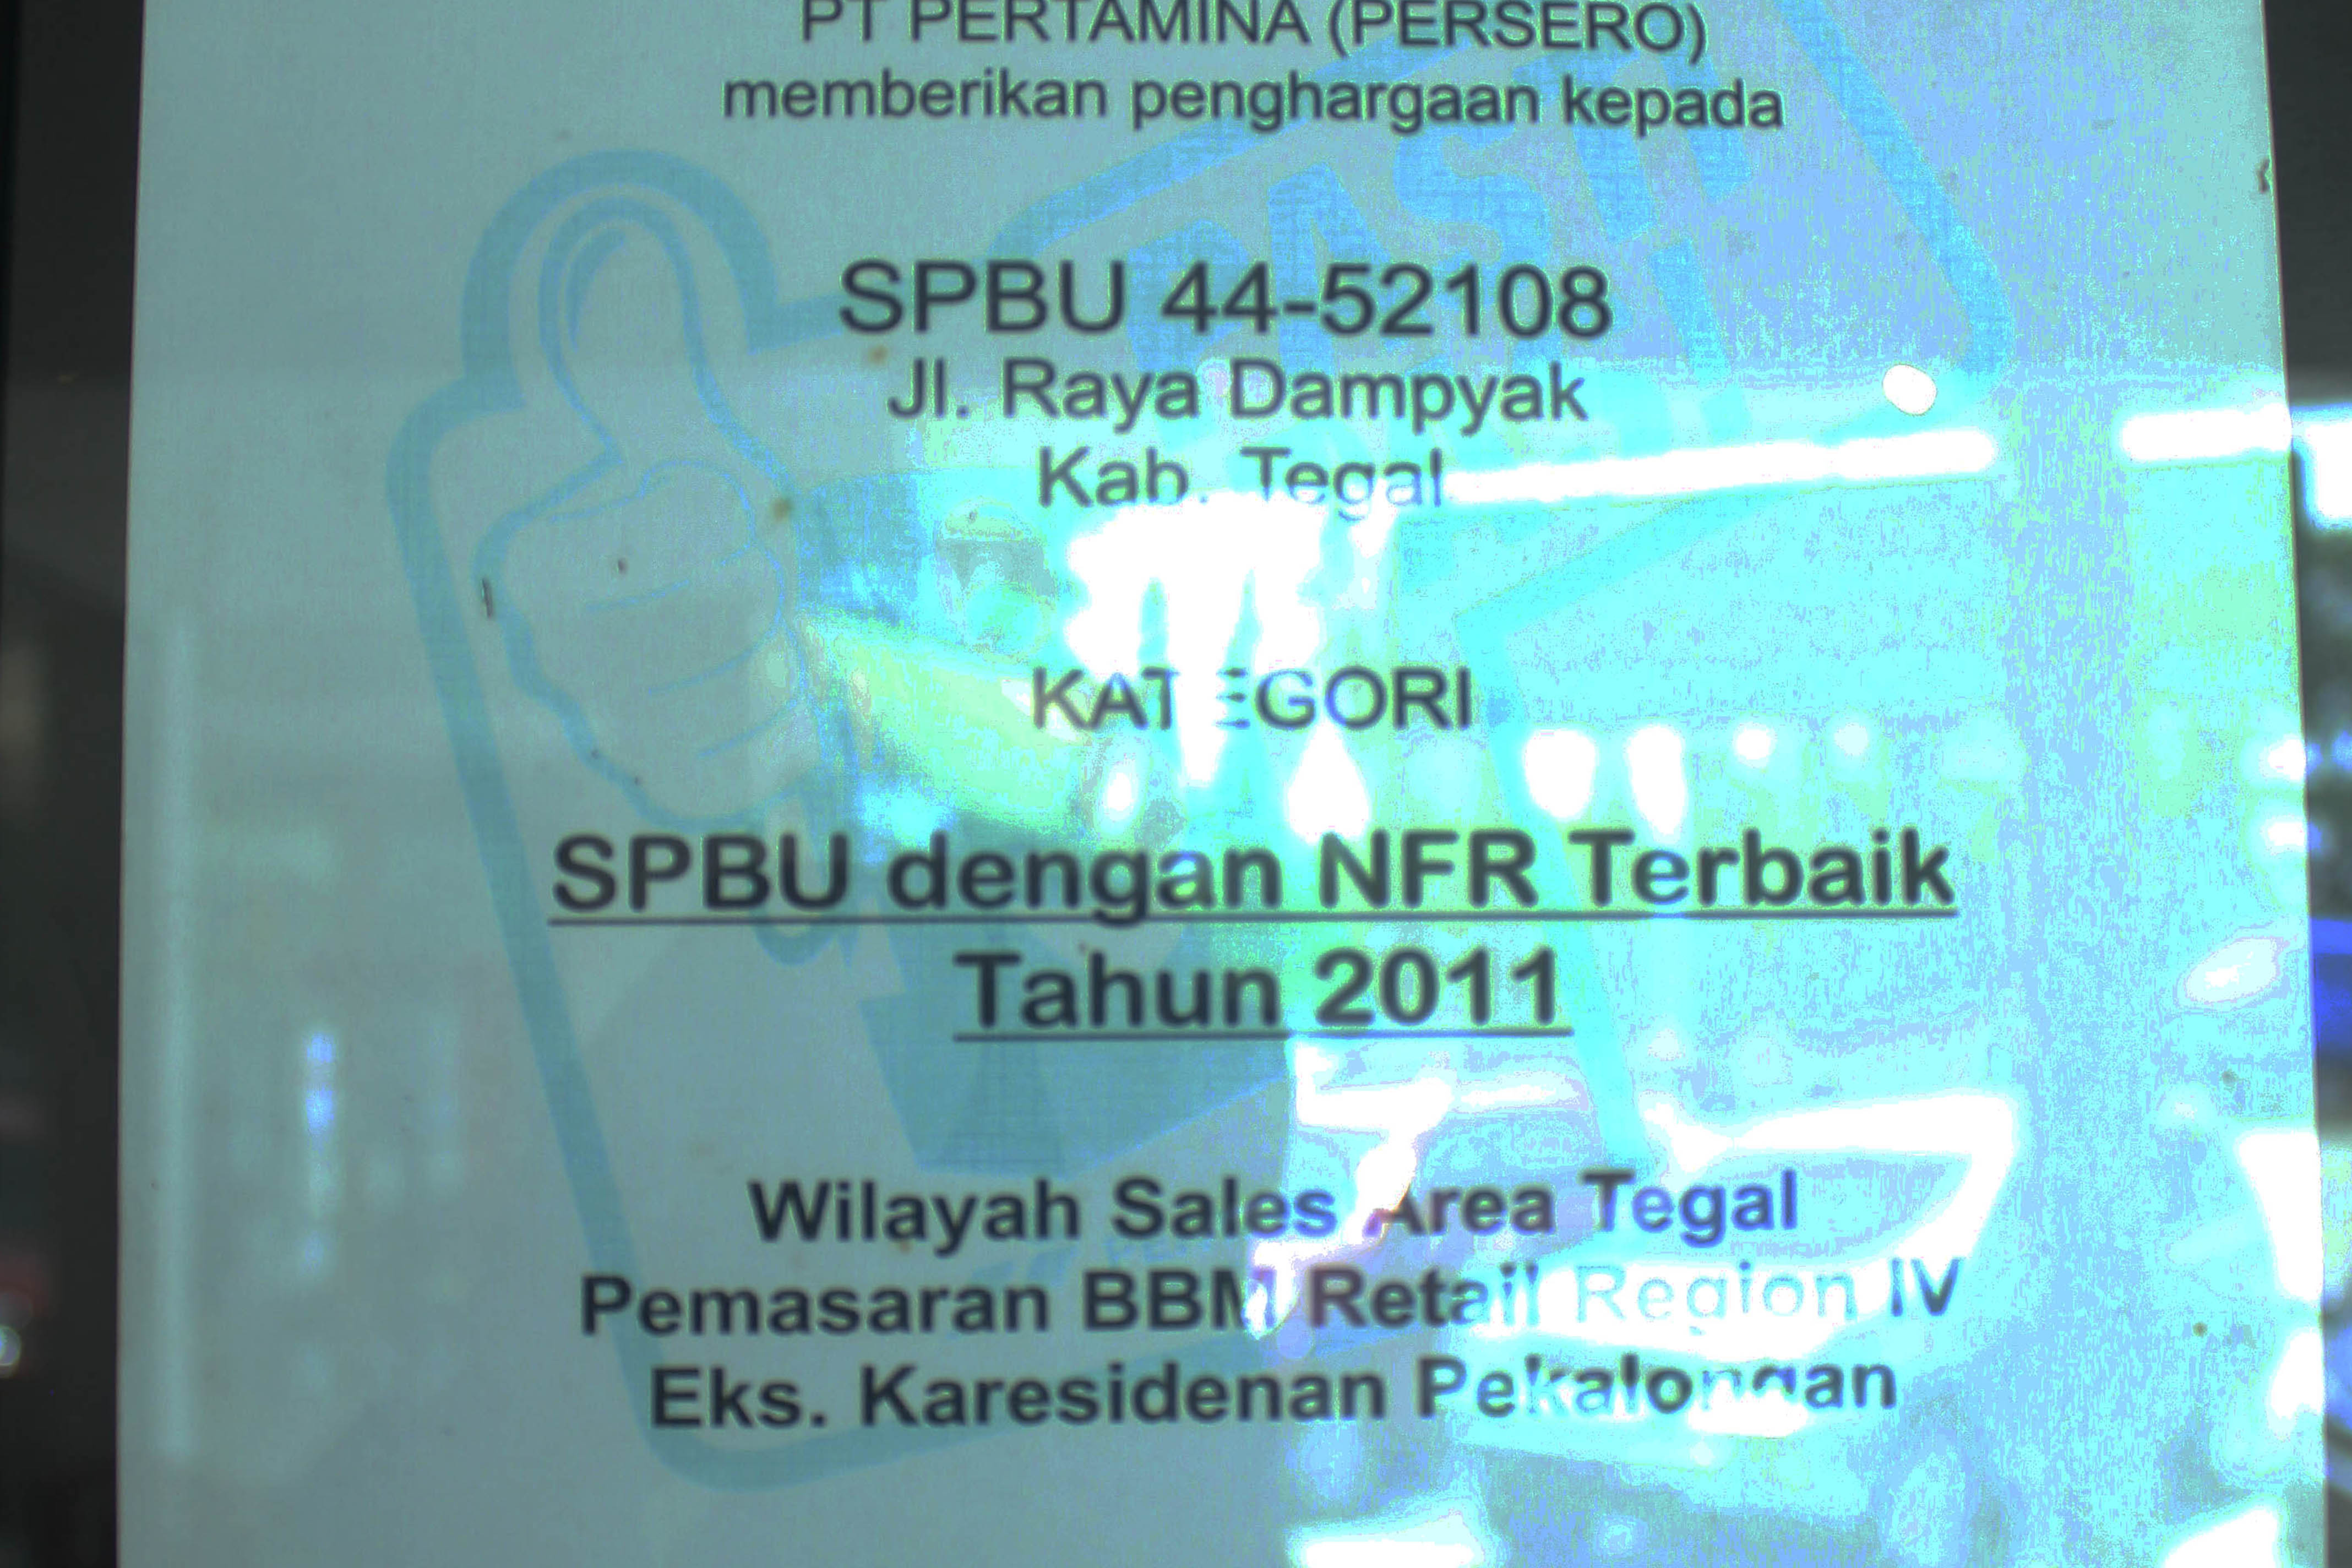 PT PERTAMINA (PERSERO)
memberikan penghargaan kepada
SPBU 44-52108
Jl. Raya Dampyak
Kab. Tegal
KATEGORI
SPBU dengan NFR Terbaik
Tahun 2011
Wilayah Sales Area Tegal
Pemasaran BBM Retail Region IV
Eks. Karesidenan Pekalongan